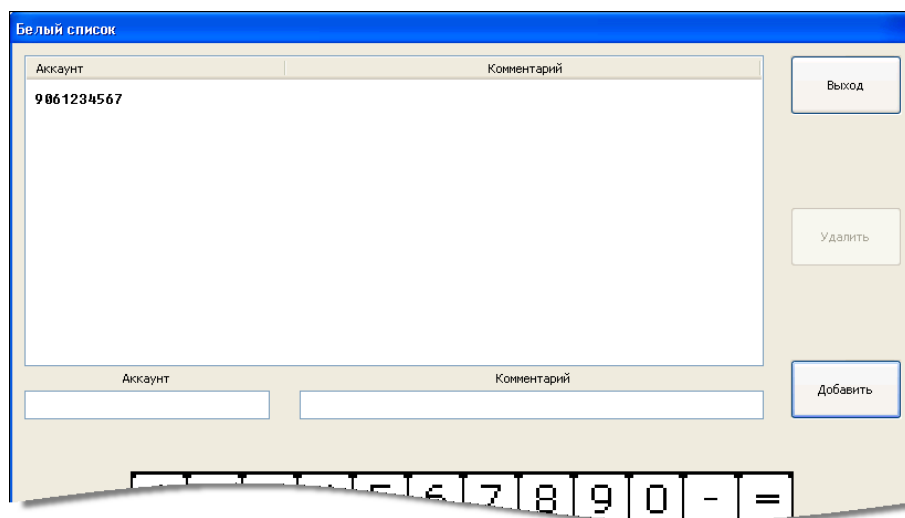 Белый список
Аккаунт Комментарий
Выход
9061234567
Удалить
Аккаунт Комментарий
Добавить
5 6 7 8 9 0 - =